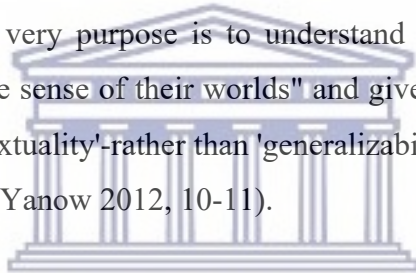 very purpose is to understand
e sense of their worlds" and give
xtuality'-rather than 'generalizabi
Yanow 2012, 10-11).